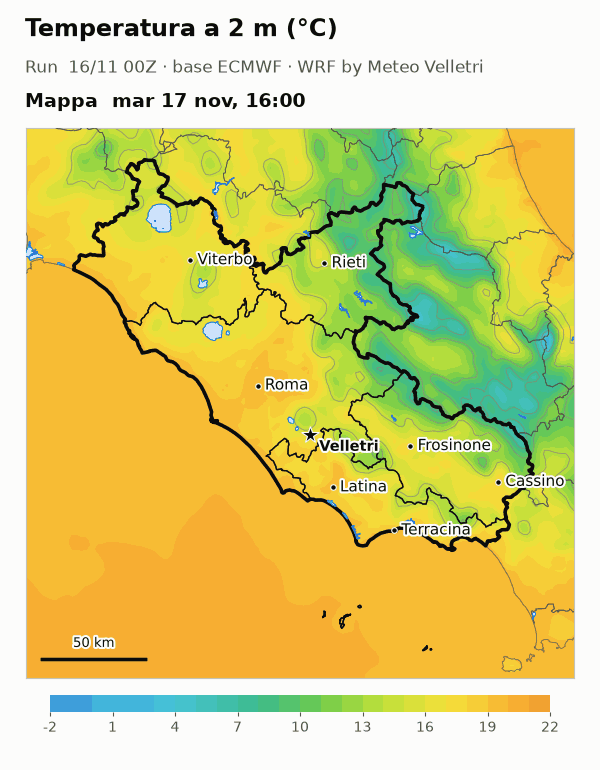 Temperatura a 2 m (°C)
Run  16/11 00Z · base ECMWF · WRF by Meteo Velletri
Mappa  mar 17 nov, 16:00
Viterbo
Rieti
Roma
Velletri
Frosinone
Cassino
Latina
Terracina
50 km
-2 1 4 7 10 13 16 19 22